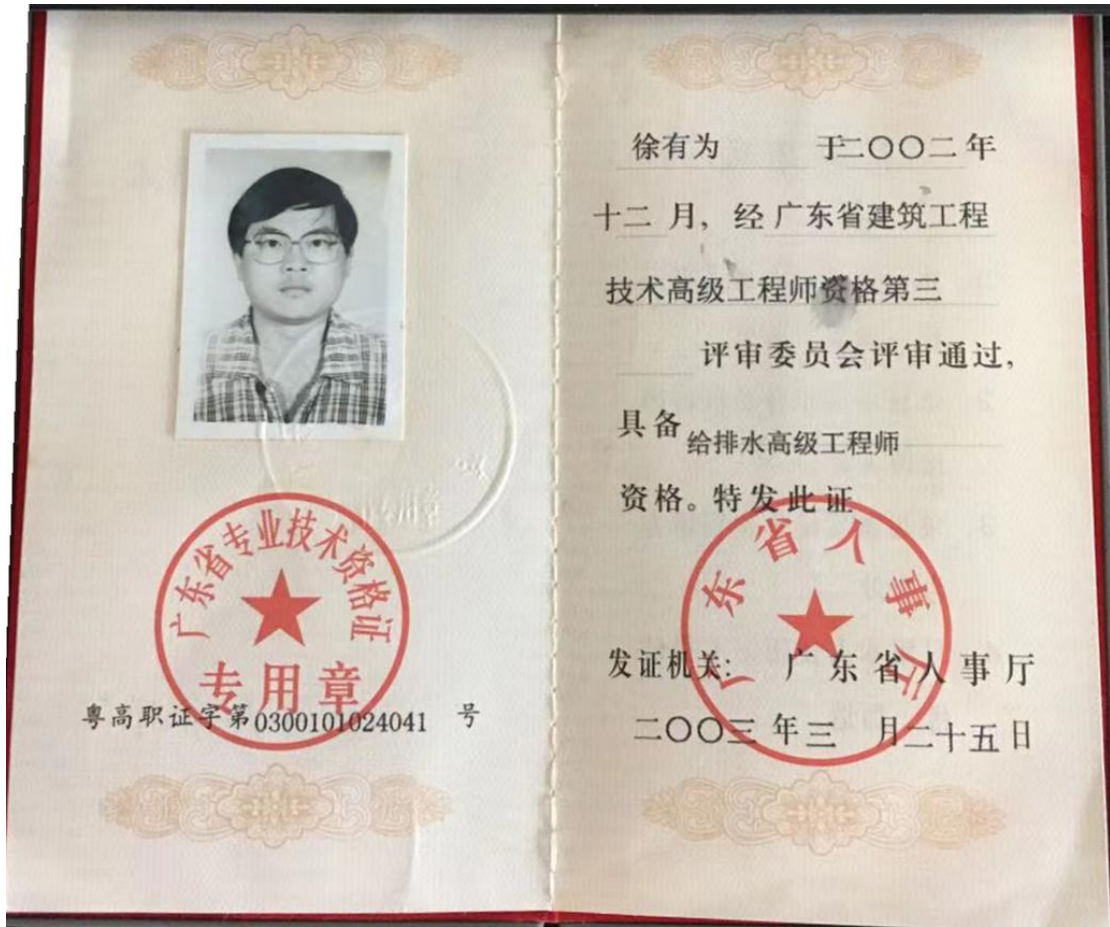 广东省专业技术资格证
专用章
粤高职证字第0300101024041 号
徐有为 于二〇〇二年
十二月，经广东省建筑工程
技术高级工程师资格第三
评审委员会评审通过，
具备给排水高级工程师
资格。特发此证
广东省人事厅
发证机关: 广东省人事厅
二〇〇三年三 月二十五日